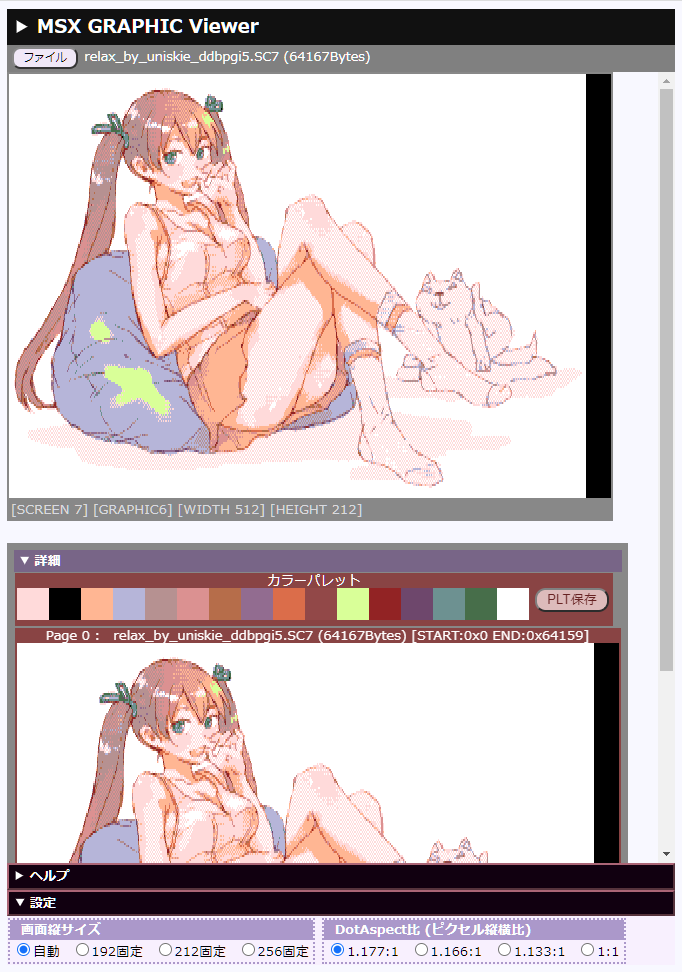 ▶ MSX GRAPHIC Viewer
ファイル relax_by_uniskie_ddbpgi5.SC7 (64167Bytes)
[SCREEN 7] [GRAPHIC6] [WIDTH 512] [HEIGHT 212]
▼ 詳細
カラーパレット
PLT保存
Page 0 : relax_by_uniskie_ddbpgi5.SC7 (64167Bytes) [START:0x0 END:0x64159]
▶ ヘルプ
▼ 設定
画面縦サイズ
自動 192固定 212固定 256固定
DotAspect比 (ピクセル縦横比)
1.177:1 1.166:1 1.133:1 1:1